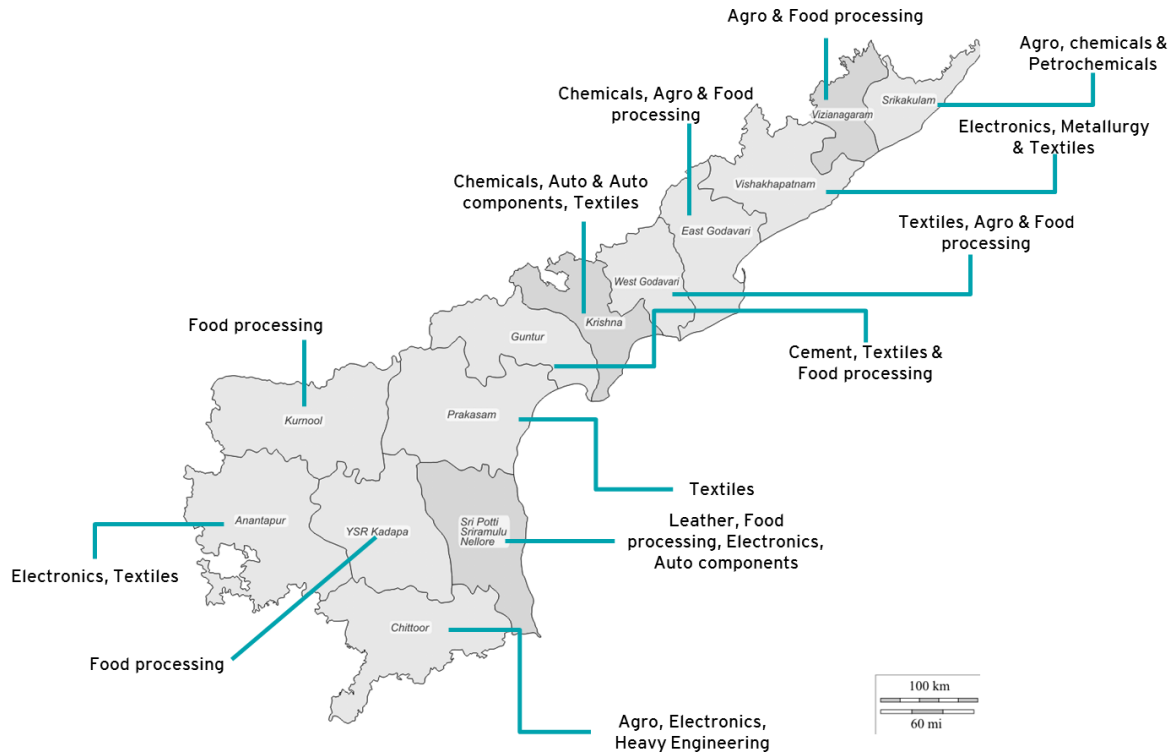 Agro & Food processing
Agro, chemicals &
Petrochemicals
Chemicals, Agro & Food
processing
Srikakulam
Vizianagaram
Electronics, Metallurgy
& Textiles
Chemicals, Auto & Auto
components, Textiles
Vishakhapatnam
Textiles, Agro & Food
processing
East Godavari
West Godavari
Krishna
Food processing
Guntur
Cement, Textiles &
Food processing
Prakasam
Kurnool
Textiles
Anantapur
YSR Kadapa
Sri Potti
Sriramulu
Nellore
Leather, Food
processing, Electronics,
Auto components
Electronics, Textiles
Chittoor
Food processing
100 km
60 mi
Agro, Electronics,
Heavy Engineering